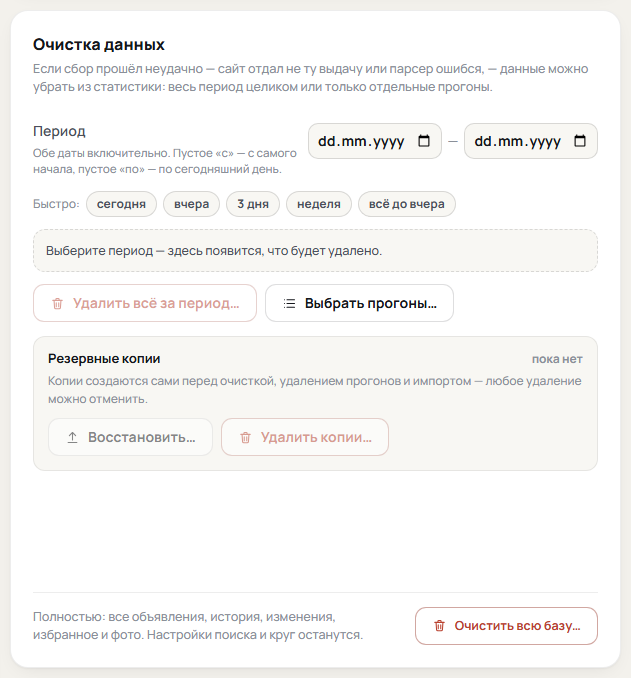 Очистка данных
Если сбор прошёл неудачно — сайт отдал не ту выдачу или парсер ошибся, — данные можно
убрать из статистики: весь период целиком или только отдельные прогоны.
Период
Обе даты включительно. Пустое «с» — с самого
начала, пустое «по» — по сегодняшний день.
dd.mm.yyyy — dd.mm.yyyy
Быстро: сегодня вчера 3 дня неделя всё до вчера
Выберите период — здесь появится, что будет удалено.
Удалить всё за период… Выбрать прогоны…
Резервные копии пока нет
Копии создаются сами перед очисткой, удалением прогонов и импортом — любое удаление
можно отменить.
Восстановить… Удалить копии…
Полностью: все объявления, история, изменения,
избранное и фото. Настройки поиска и круг останутся.
Очистить всю базу…